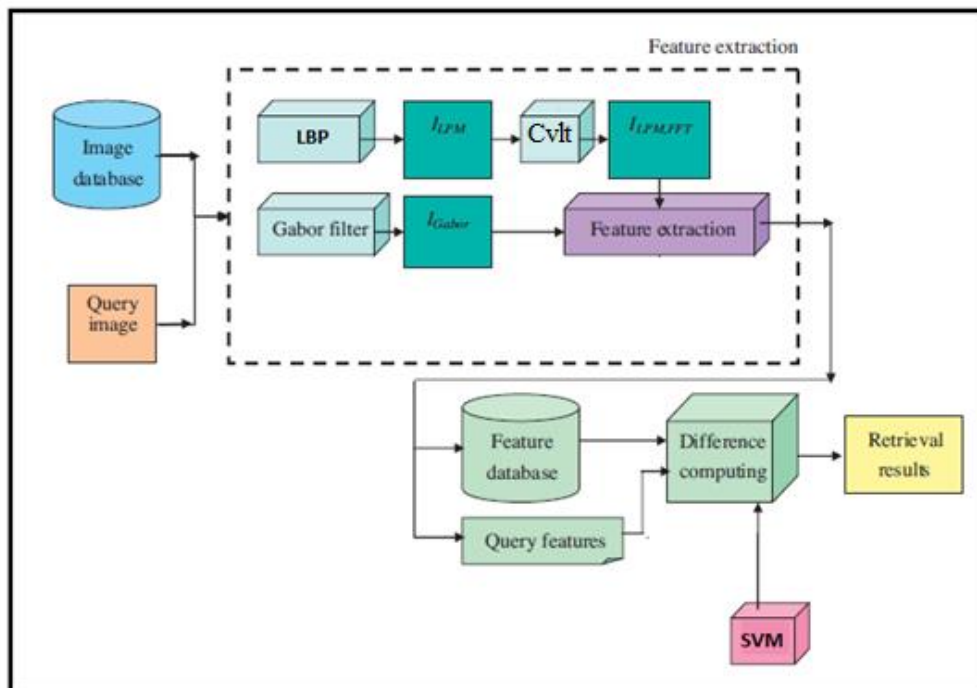 Feature extraction
Image
database
LBP
I_LPM
Cvlt
I_LPM,FFT
Gabor filter
I_Gabor
Feature extraction
Query
image
Feature
database
Difference
computing
Retrieval
results
Query features
SVM